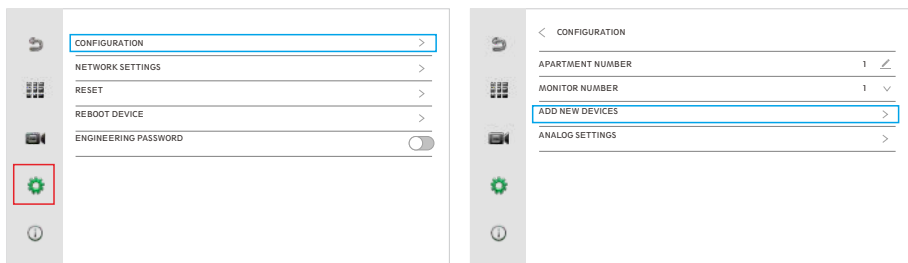 CONFIGURATION >
NETWORK SETTINGS >
RESET >
REBOOT DEVICE >
ENGINEERING PASSWORD
< CONFIGURATION
APARTMENT NUMBER 1
MONITOR NUMBER 1
ADD NEW DEVICES >
ANALOG SETTINGS >